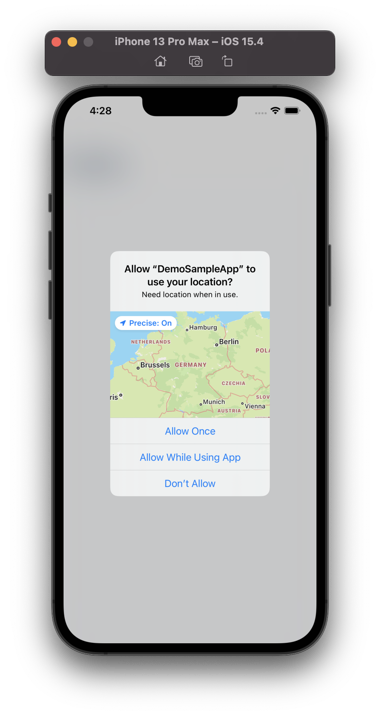 iPhone 13 Pro Max – iOS 15.4
4:28
Allow “DemoSampleApp” to
use your location?
Need location when in use.
Precise: On
Hamburg
NETHERLANDS
Berlin
POLA
Brussels
GERMANY
CZECHIA
ris
SLOV
Munich
Vienna
AUSTRIA
Allow Once
Allow While Using App
Don’t Allow